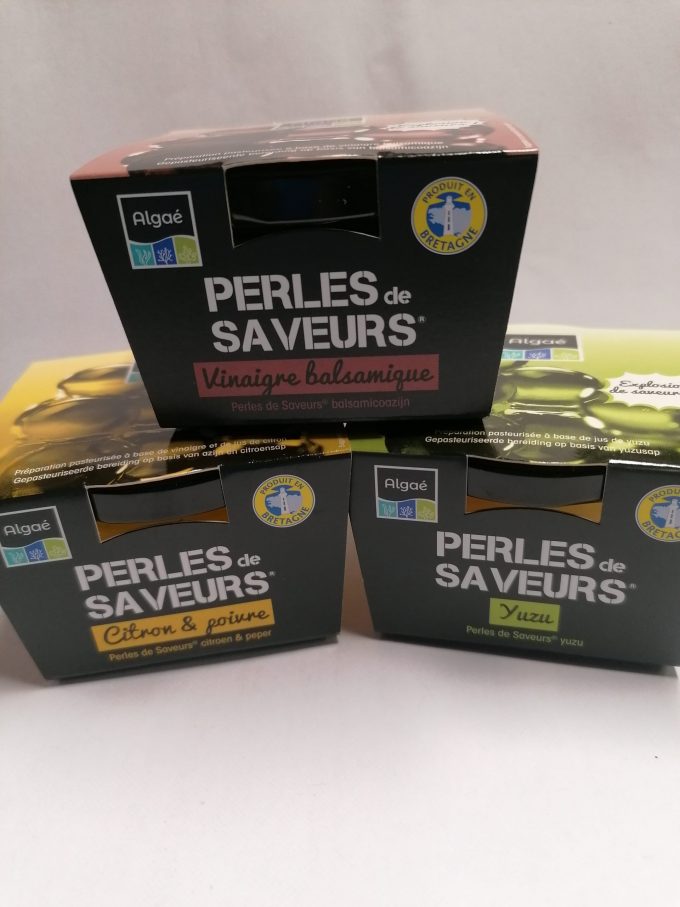 Algaé
PRODUIT EN
BRETAGNE
PERLES de
SAVEURS®
Vinaigre balsamique
Perles de Saveurs® balsamicoazijn
Préparation pasteurisée à base de vinaigre et de jus de citron
Gepasteuriseerde bereiding op basis van azijn en citroensap
Algaé
PRODUIT EN
BRETAGNE
PERLES de
SAVEURS®
Citron & poivre
Perles de Saveurs® citroen & peper
Algaé
Explosion
de saveurs
Préparation pasteurisée à base de jus de yuzu
Gepasteuriseerde bereiding op basis van yuzusap
Algaé
PRODUIT EN
BRETAGNE
PERLES de
SAVEURS®
Yuzu
Perles de Saveurs® yuzu